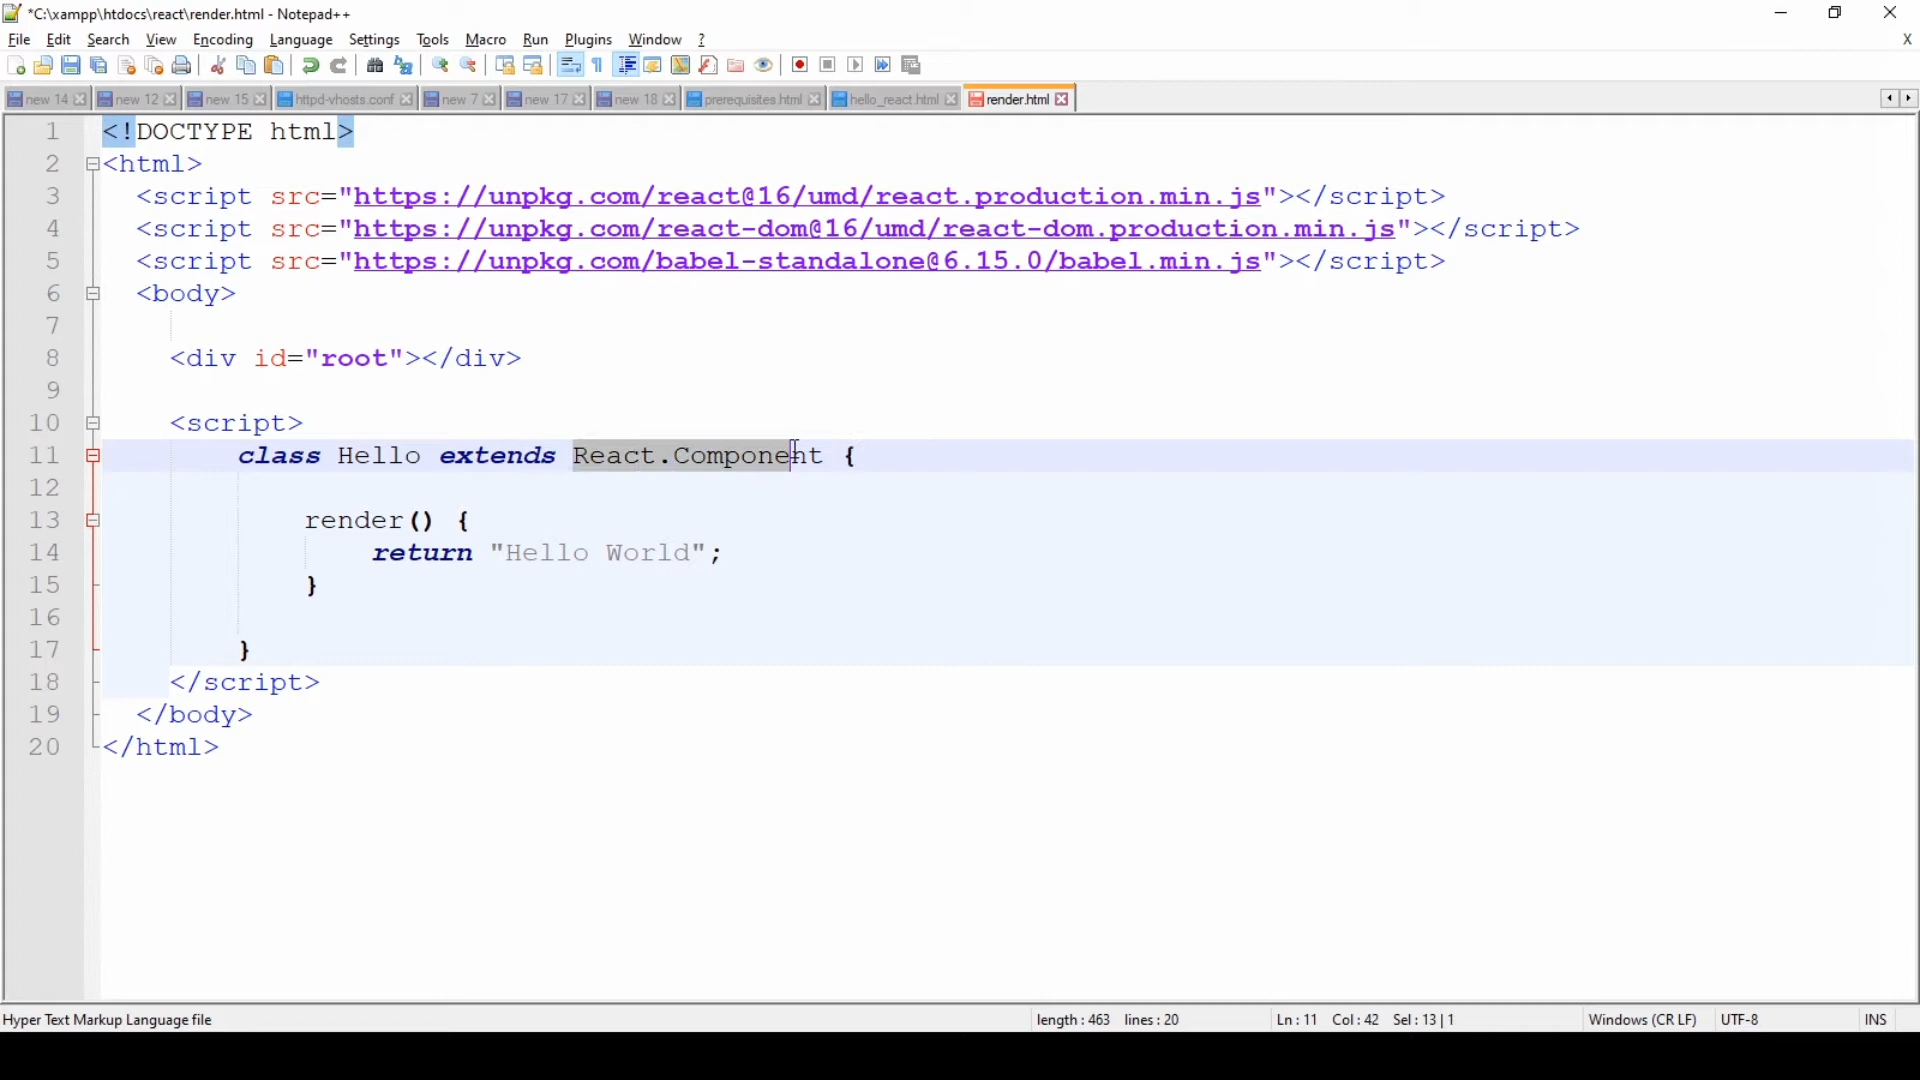 *C:\xampp\htdocs\react\render.html - Notepad++
File Edit Search View Encoding Language Settings Tools Macro Run Plugins Window ? X
new 14 new 12 new 15 httpd-vhosts.conf new 7 new 17 new 18 prerequisites.html hello_react.html render.html
1 <!DOCTYPE html>
2 <html>
3 <script src="https://unpkg.com/react@16/umd/react.production.min.js"></script>
4 <script src="https://unpkg.com/react-dom@16/umd/react-dom.production.min.js"></script>
5 <script src="https://unpkg.com/babel-standalone@6.15.0/babel.min.js"></script>
6 <body>
7
8 <div id="root"></div>
9
10 <script>
11 class Hello extends React.Component {
12
13 render() {
14 return "Hello World";
15 }
16
17 }
18 </script>
19 </body>
20 </html>
Hyper Text Markup Language file length : 463 lines : 20 Ln : 11 Col : 42 Sel : 13 | 1 Windows (CR LF) UTF-8 INS